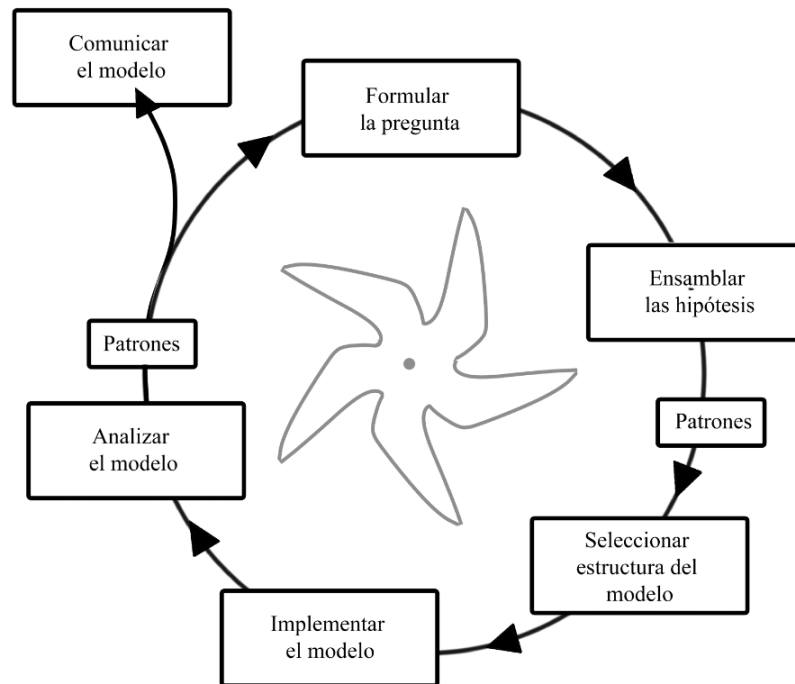 Comunicar
el modelo
Formular
la pregunta
Ensamblar
las hipótesis
Patrones
Seleccionar
estructura del
modelo
Implementar
el modelo
Analizar
el modelo
Patrones